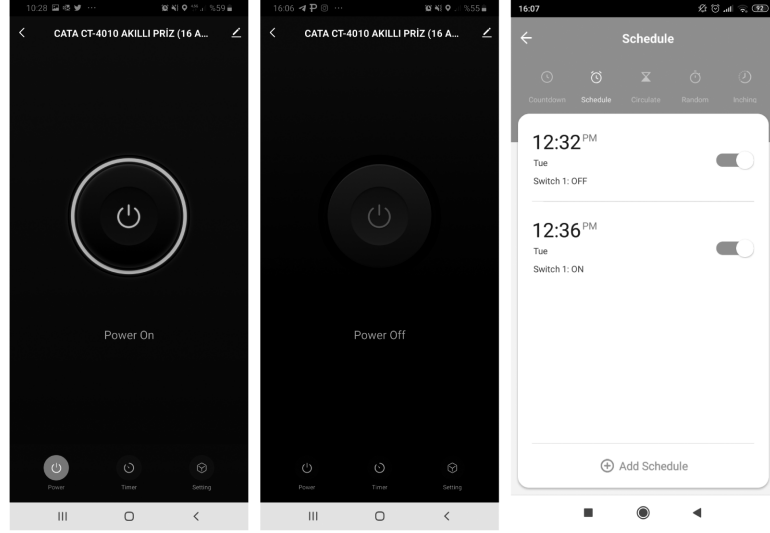 10:28
%59
CATA CT-4010 AKILLI PRİZ (16 A...
Power On
Power
Timer
Setting
16:06
%55
CATA CT-4010 AKILLI PRİZ (16 A...
Power Off
Power
Timer
Setting
16:07
92
Schedule
Countdown Schedule Circulate Random Inching
12:32 PM
Tue
Switch 1: OFF
12:36 PM
Tue
Switch 1: ON
Add Schedule